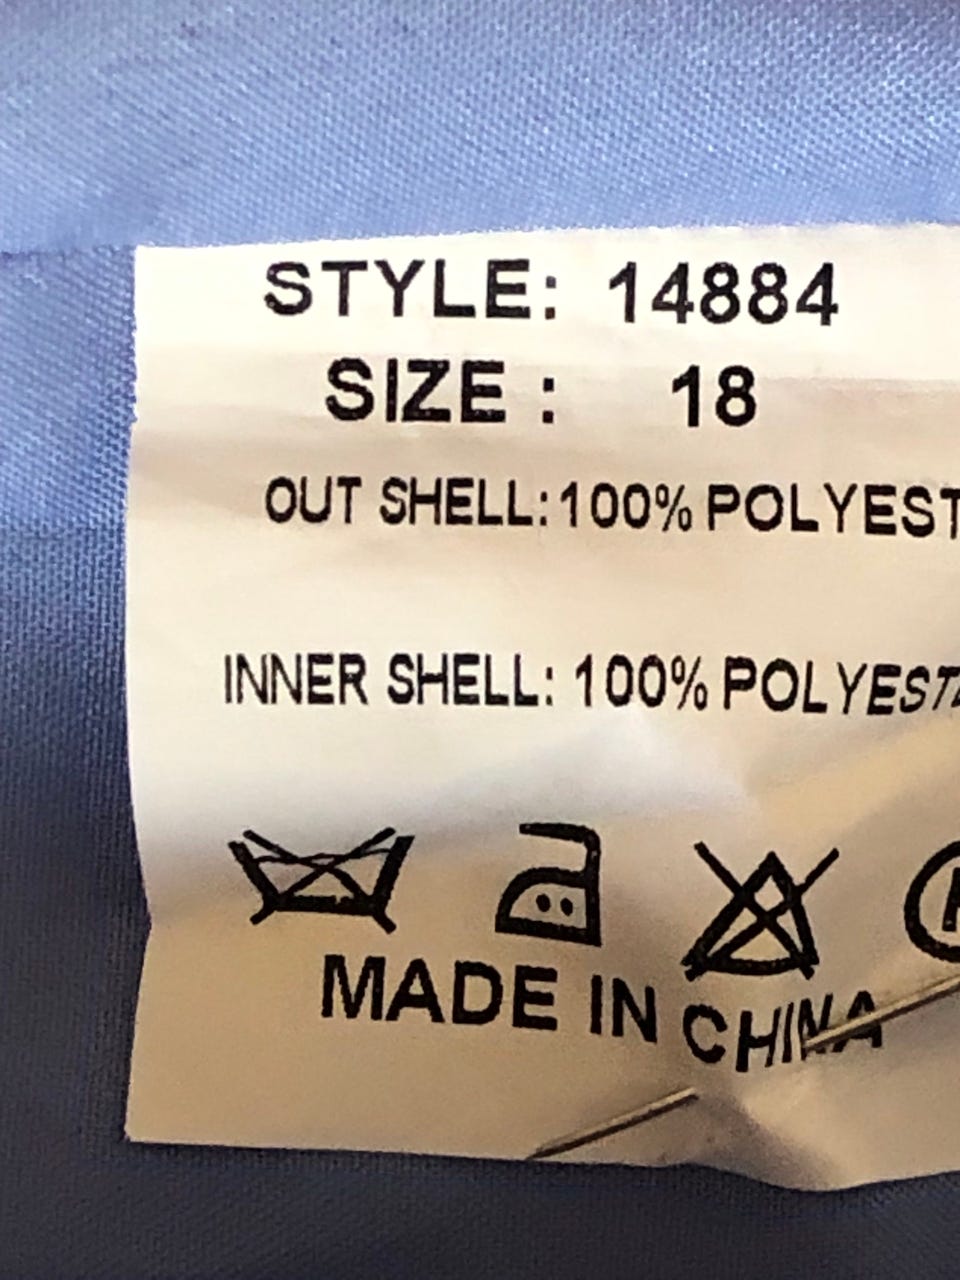 STYLE: 14884
SIZE : 18
OUT SHELL: 100% POLYEST
INNER SHELL: 100% POLYEST
MADE IN CHINA